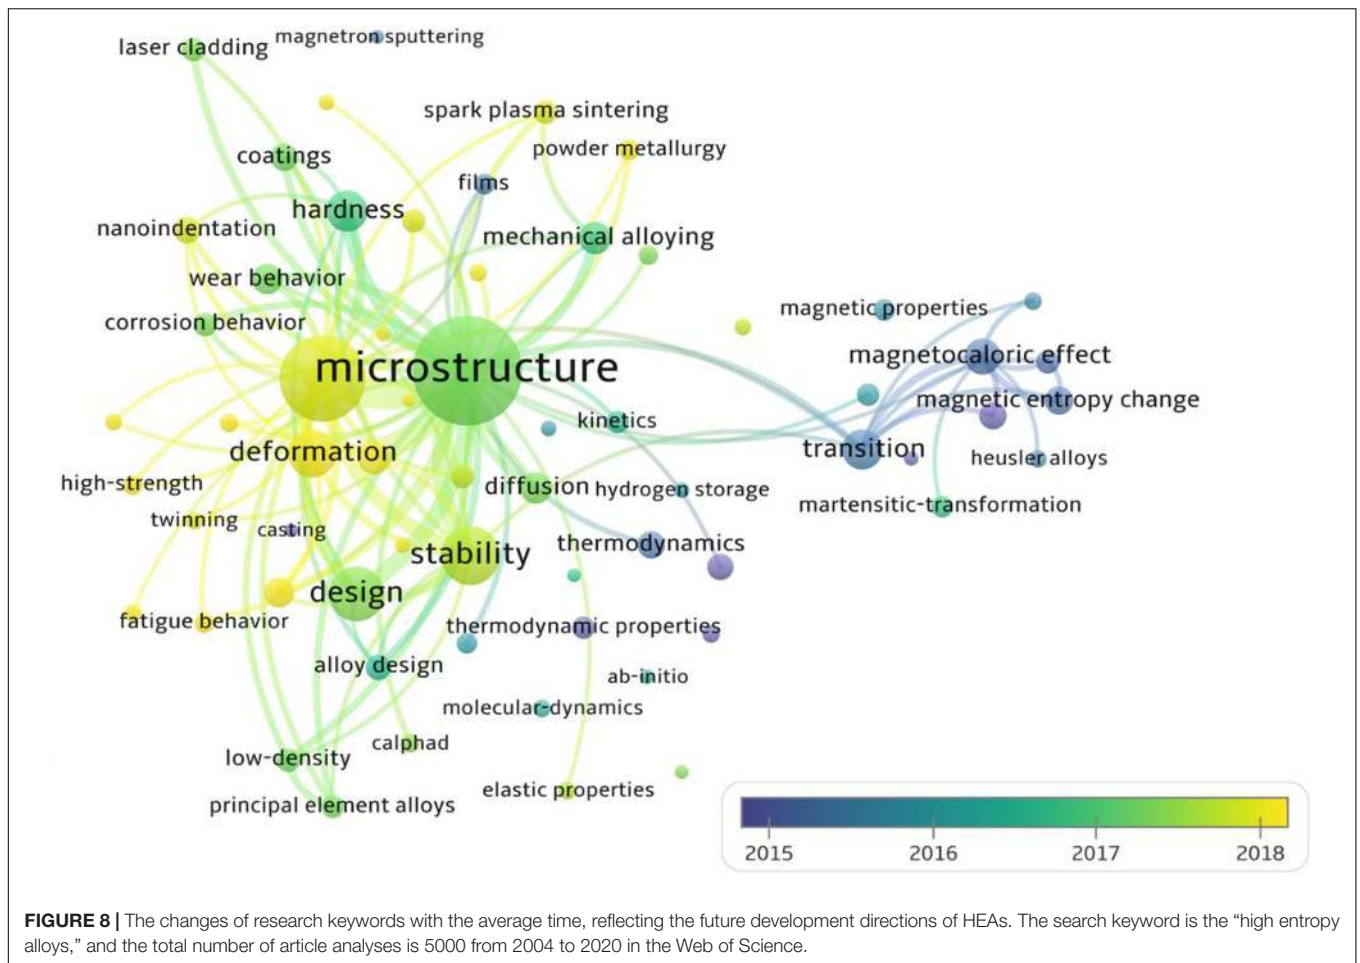 magnetron sputtering
laser cladding
spark plasma sintering
powder metallurgy
coatings
films
hardness
nanoindentation
mechanical alloying
wear behavior
magnetic properties
corrosion behavior
magnetocaloric effect
microstructure
magnetic entropy change
kinetics
transition
deformation
heusler alloys
high-strength
diffusion
hydrogen storage
martensitic-transformation
twinning
casting
thermodynamics
stability
design
fatigue behavior
thermodynamic properties
alloy design
ab-initio
molecular-dynamics
calphad
low-density
elastic properties
principal element alloys
2015 2016 2017 2018
FIGURE 8 | The changes of research keywords with the average time, reflecting the future development directions of HEAs. The search keyword is the “high entropy
alloys,” and the total number of article analyses is 5000 from 2004 to 2020 in the Web of Science.